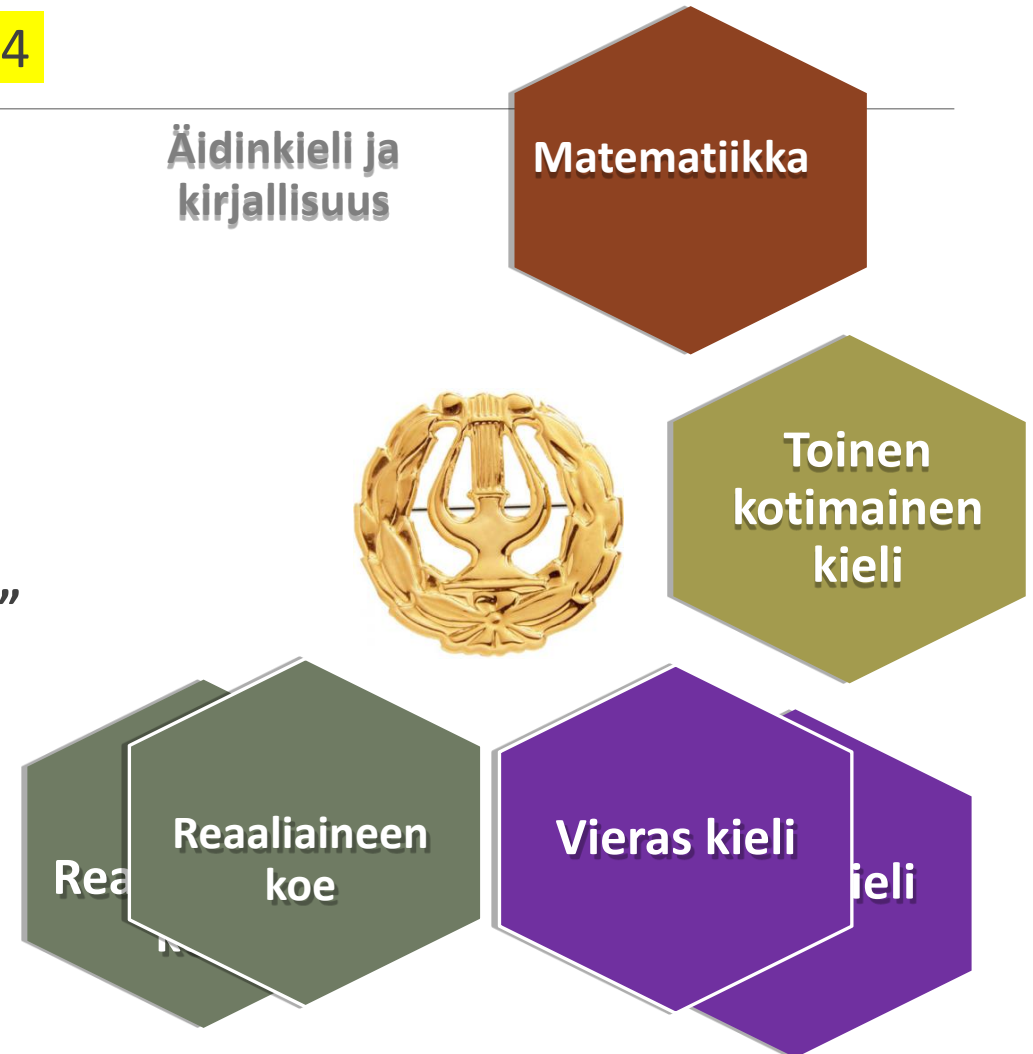 4
Äidinkieli ja
kirjallisuus
Matematiikka
Toinen
kotimainen
kieli
”
Reaaliaineen
koe
Vieras kieli